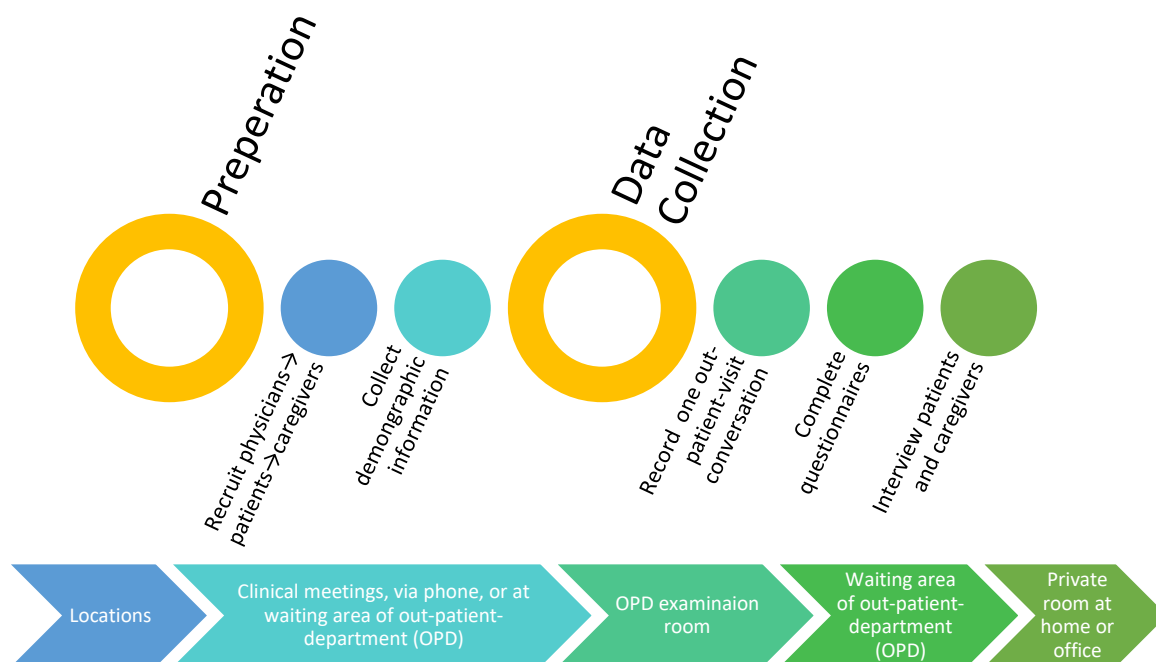 Preperation
Data
Collection
Recruit physicians→
patients→caregivers
Collect
demongraphic
information
Record one out-
patient-visit
conversation
Complete
questionnaires
Interview patients
and caregivers
Locations
Clinical meetings, via phone, or at
waiting area of out-patient-
department (OPD)
OPD examinaion
room
Waiting area
of out-patient-
department
(OPD)
Private
room at
home or
office